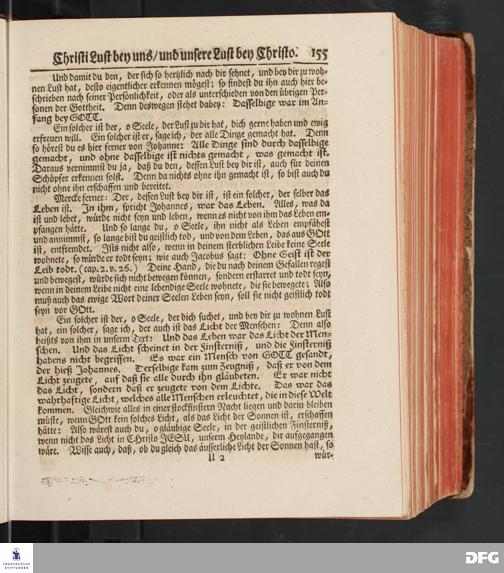 Christi Lust bey uns/und unsere Lust bey Christo. 155
Und damit du den, der sich so hertzlich nach dir sehnet, und bey dir zu woh-
nen Lust hat, desto eigentlicher erkennen mögest; so findest du ihn auch hier be-
schrieben nach seiner Persönlichkeit, oder als unterschieden von den übrigen Per-
sonen der Gottheit. Denn deswegen stehet dabey: Dasselbige war im An-
fang bey GOTT.
Ein solcher ist der, o Seele, der Lust zu dir hat, dich gerne haben und ewig
erfreuen will. Ein solcher ist er, sage ich, der alle Dinge gemacht hat. Denn
so hörest du es hier ferner von Johanne: Alle Dinge sind durch dasselbige
gemacht, und ohne dasselbige ist nichts gemacht, was gemacht ist.
Daraus vernimmst du ja, daß du den, dessen Lust bey dir ist, auch für deinen
Schöpfer erkennen solst. Denn da nichts ohne ihn gemacht ist, so bist auch du
nicht ohne ihn erschaffen und bereitet.
Mercke ferner: Der, dessen Lust bey dir ist, ist ein solcher, der selber das
Leben ist. In ihm, spricht Johannes, war das Leben. Alles, was da
ist und lebet, würde nicht seyn und leben, wenn es nicht von ihm das Leben em-
pfangen hätte. Und so lange du, o Seele, ihn nicht als Leben empfähest
und annimmst, so lange bist du geistlich tod, und von dem Leben, das aus GOtt
ist, entfremdet. Ists nicht also, wenn in deinem sterblichen Leibe keine Seele
wohnete, so würde er todt seyn; wie auch Jacobus sagt: Ohne Geist ist der
Leib todt. (cap. 2. v. 26.) Deine Hand, die du nach deinem Gefallen regest
und bewegest, würde sich nicht bewegen können, sondern erstarret und todt seyn,
wenn in deinem Leibe nicht eine lebendige Seele wohnete, die sie bewegete; Also
muß auch das ewige Wort deiner Seelen Leben seyn, soll sie nicht geistlich todt
seyn vor GOtt.
Ein solcher ist der, o Seele, der dich suchet, und bey dir zu wohnen Lust
hat, ein solcher, sage ich, der auch ist das Licht der Menschen: Denn also
heißts von ihm in unserm Text: Und das Leben war das Licht der Men-
schen. Und das Licht scheinet in der Finsterniß, und die Finsterniß
habens nicht begriffen. Es war ein Mensch von GOTT gesandt,
der hieß Johannes. Derselbige kam zum Zeugniß, daß er von dem
Licht zeugete, auf daß sie alle durch ihn gläubeten. Er war nicht
das Licht, sondern daß er zeugete von dem Lichte. Das war das
wahrhaftige Licht, welches alle Menschen erleuchtet, die in diese Welt
kommen. Gleichwie alles in einer stockfinstern Nacht liegen und darin bleiben
müste, wenn GOtt kein solches Licht, als das Licht der Sonnen ist, erschaffen
hätte: Also wärest auch du, o gläubige Seele, in der geistlichen Finsterniß,
wenn nicht das Licht in CHristo JESU, unserm Heylande, dir aufgegangen
wäre. Wisse auch, daß, ob du gleich das äusserliche Licht der Sonnen hast, so
U 2 wür-
FRANCKESCHE
STIFTUNGEN
DFG